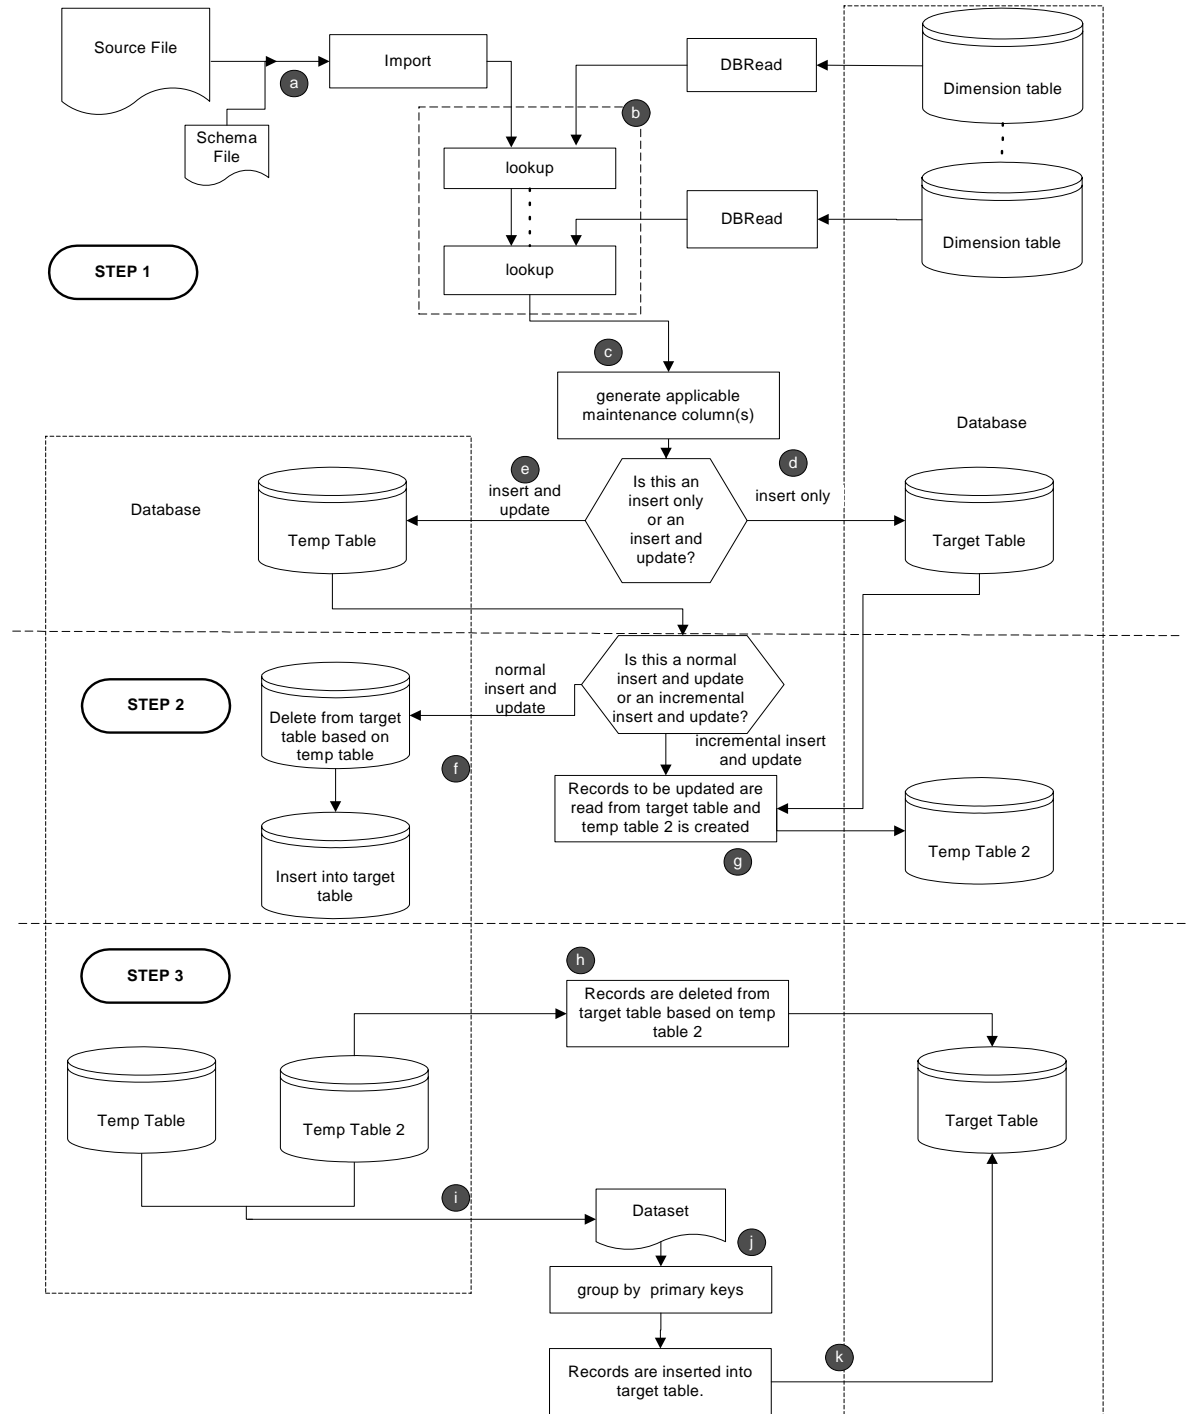 Source File
Import
DBRead
Dimension table
a
b
Schema
File
lookup
DBRead
Dimension table
lookup
STEP 1
c
generate applicable
maintenance column(s)
Database
d
e
insert and
update
insert only
Is this an
insert only
or an
insert and
update?
Database
Temp Table
Target Table
STEP 2
normal
insert and
update
Is this a normal
insert and update
or an incremental
insert and update?
Delete from target
table based on
temp table
incremental insert
and update
f
Records to be updated are
read from target table and
temp table 2 is created
g
Temp Table 2
Insert into target
table
STEP 3
h
Records are deleted from
target table based on temp
table 2
Temp Table
Temp Table 2
Target Table
i
Dataset
j
group by primary keys
k
Records are inserted into
target table.